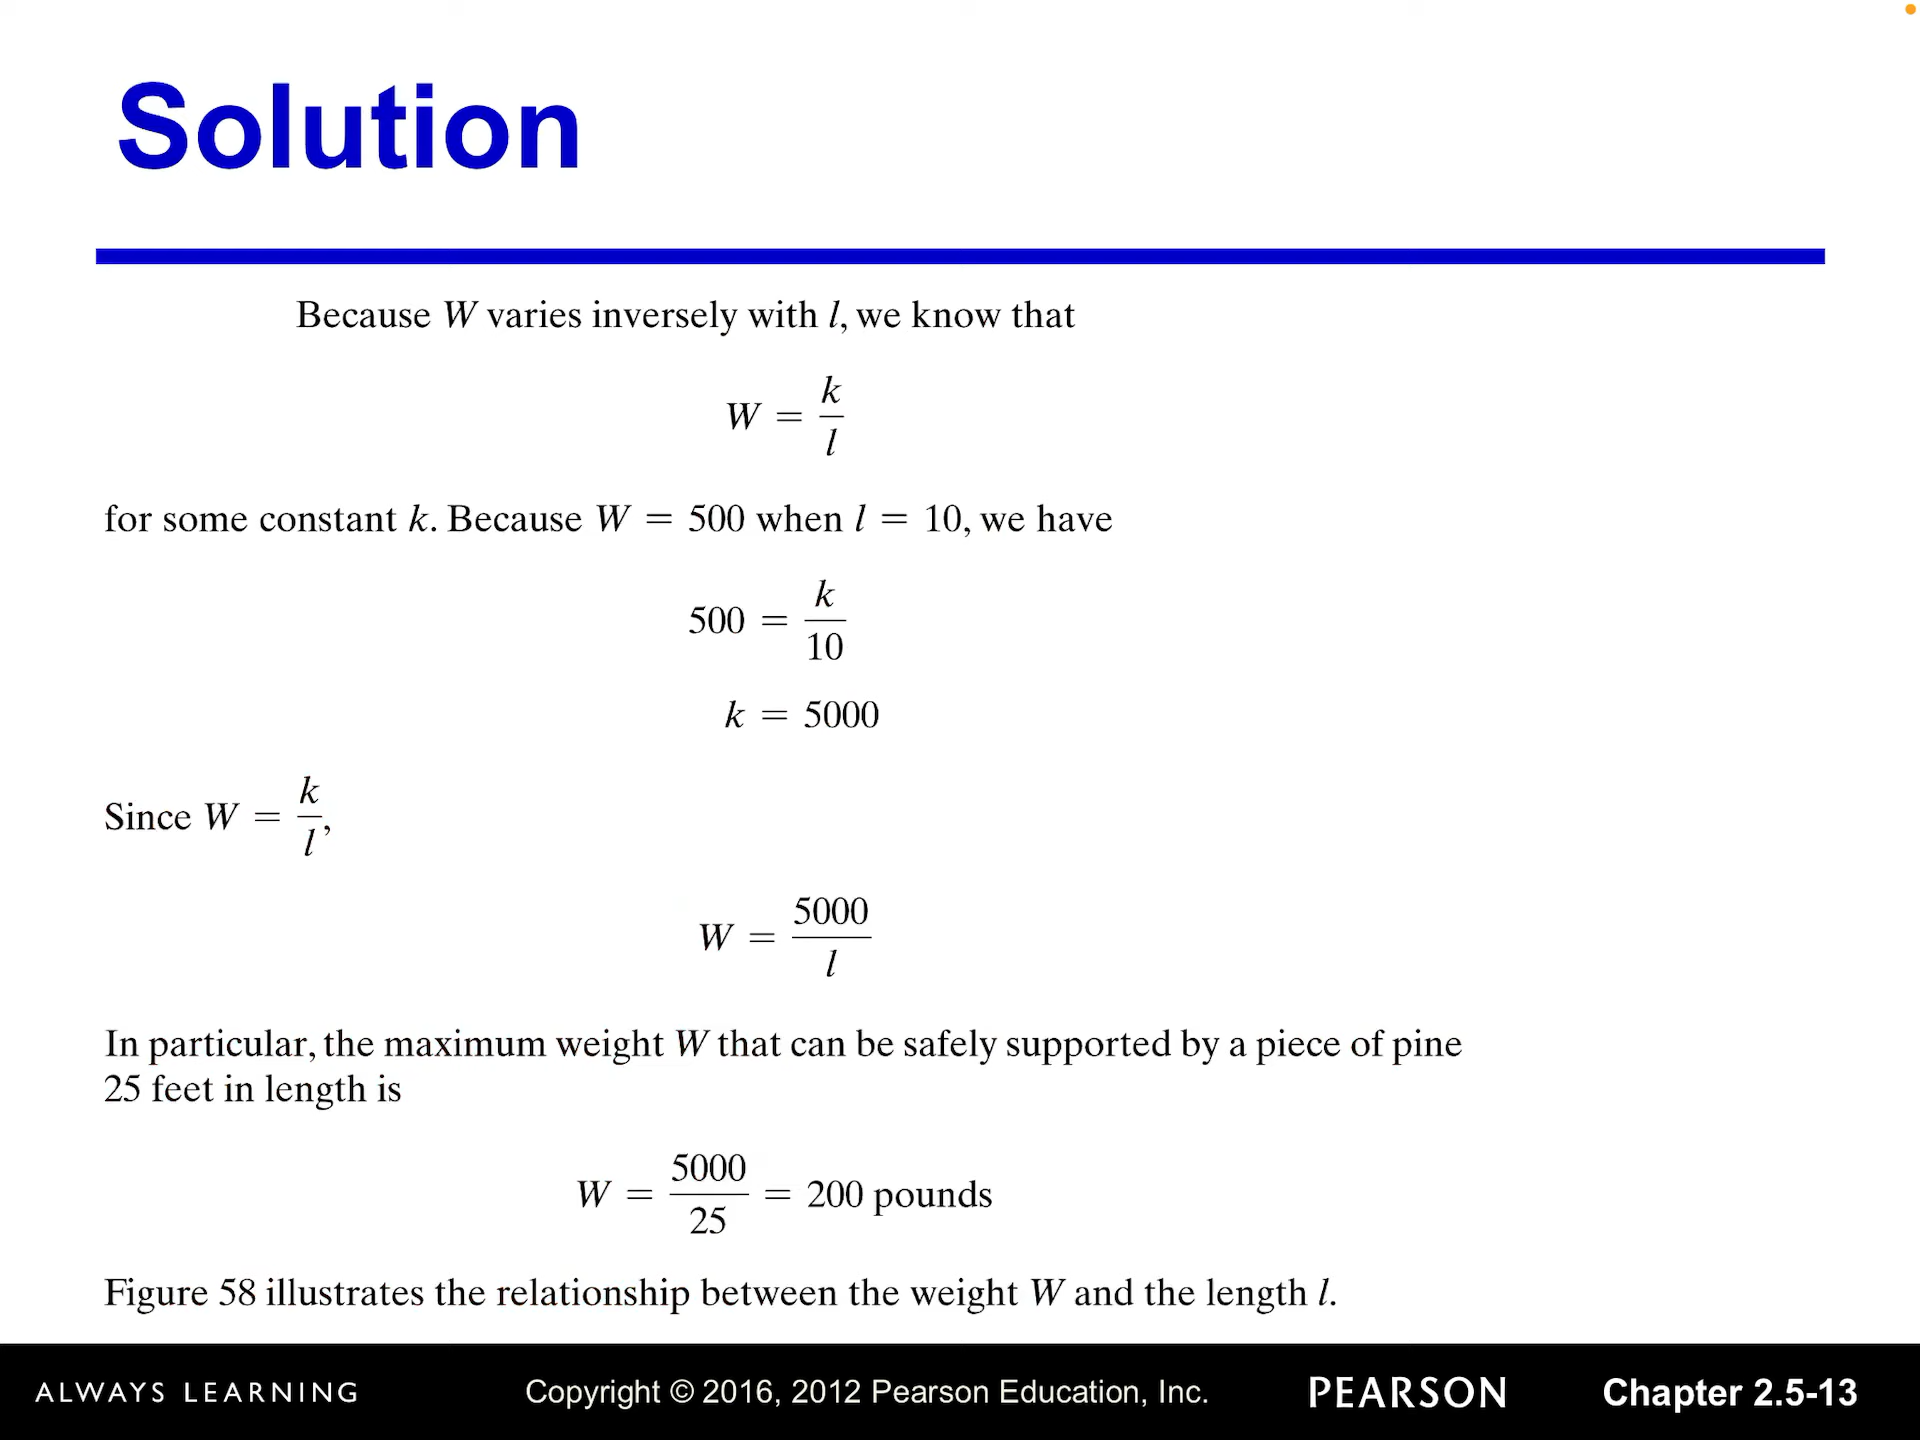 Solution
Because W varies inversely with l, we know that
W = k/l
for some constant k. Because W = 500 when l = 10, we have
500 = k/10
k = 5000
Since W = k/l,
W = 5000/l
In particular, the maximum weight W that can be safely supported by a piece of pine
25 feet in length is
W = 5000/25 = 200 pounds
Figure 58 illustrates the relationship between the weight W and the length l.
ALWAYS LEARNING Copyright © 2016, 2012 Pearson Education, Inc. PEARSON Chapter 2.5-13